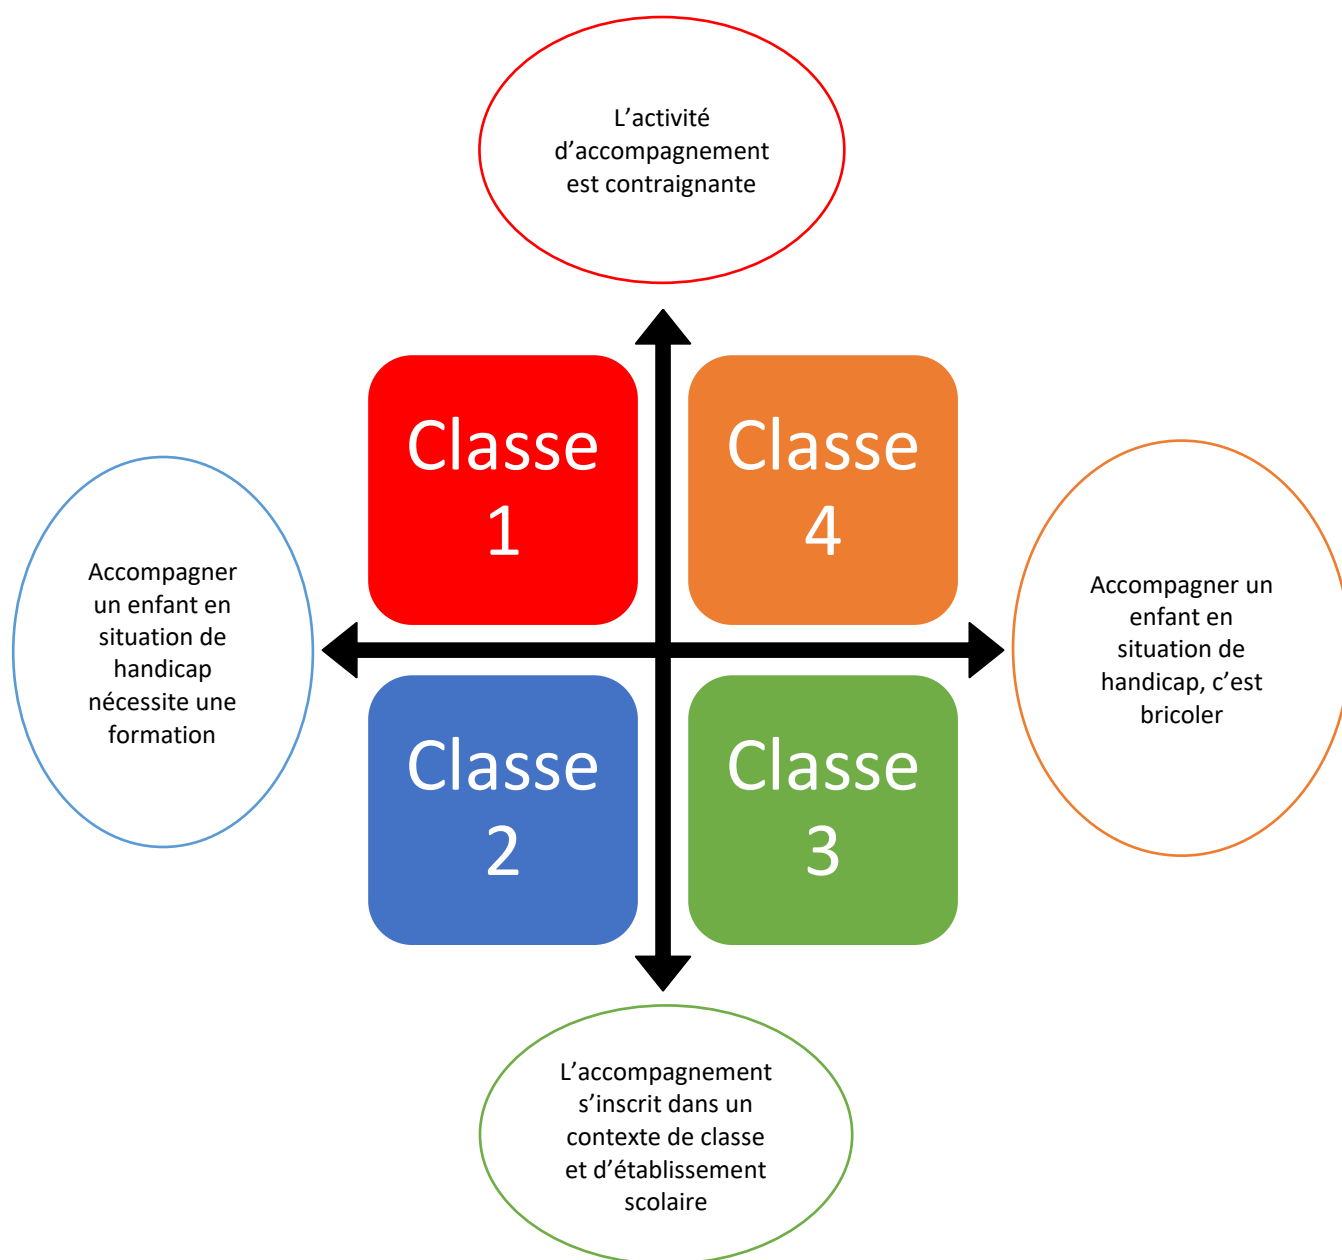 L’activité
d’accompagnement
est contraignante
Classe
1
Classe
4
Accompagner
un enfant en
situation de
handicap
nécessite une
formation
Accompagner un
enfant en
situation de
handicap, c’est
bricoler
Classe
2
Classe
3
L’accompagnement
s’inscrit dans un
contexte de classe
et d’établissement
scolaire